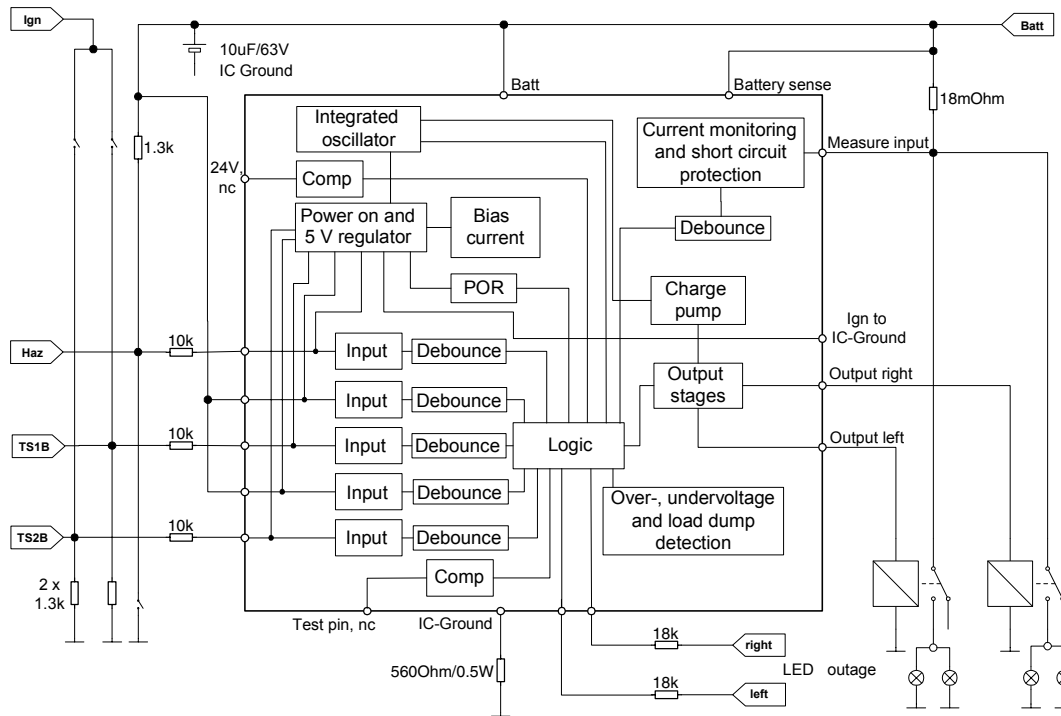 Ign
Batt
10uF/63V
IC Ground
Batt
Battery sense
18mOhm
Integrated
oscillator
Current monitoring
and short circuit
protection
Measure input
1.3k
24V,
nc
Comp
Power on and
5 V regulator
Bias
current
Debounce
POR
Charge
pump
Ign to
IC-Ground
Haz
10k
Input
Debounce
Output
stages
Output right
Input
Debounce
TS1B
10k
Input
Debounce
Logic
Output left
Input
Debounce
Over-, undervoltage
and load dump
detection
TS2B
10k
Input
Debounce
2 x
1.3k
Comp
Test pin, nc
IC-Ground
18k
right
560Ohm/0.5W
LED outage
18k
left